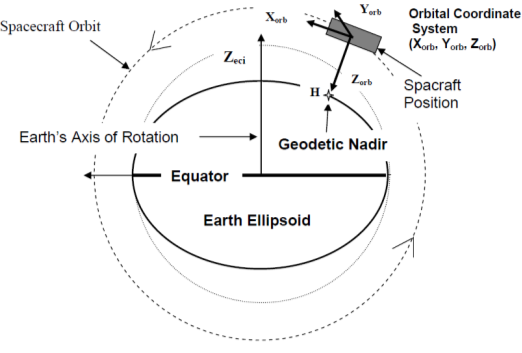 Spacecraft Orbit
Xorb
Yorb
Orbital Coordinate
System
(Xorb, Yorb, Zorb)
Zeci
Zorb
Spacraft
Position
H
Earth's Axis of Rotation
Geodetic Nadir
Equator
Earth Ellipsoid